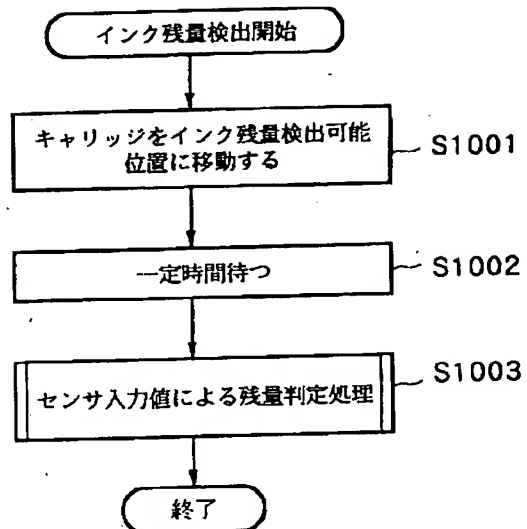 インク残量検出開始
キャリッジをインク残量検出可能
位置に移動する
S1001
一定時間待つ
S1002
センサ入力値による残量判定処理
S1003
終了